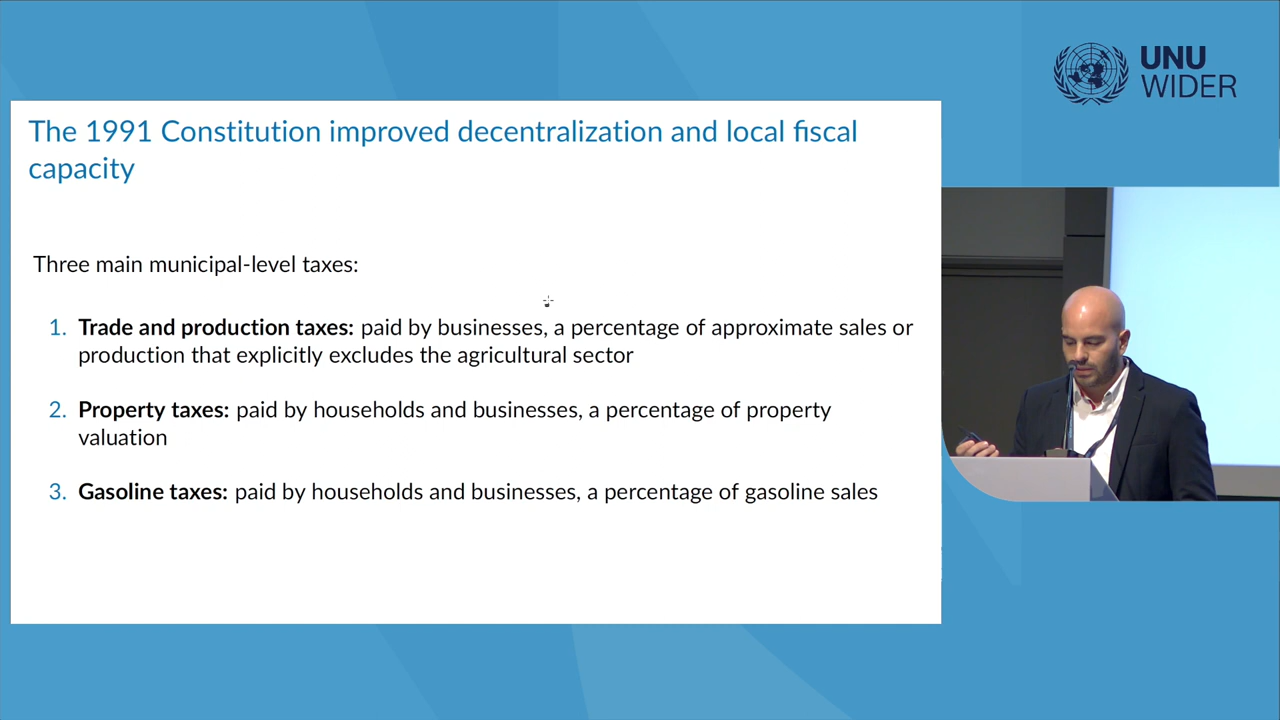 UNU
WIDER
The 1991 Constitution improved decentralization and local fiscal
capacity
Three main municipal-level taxes:
1. Trade and production taxes: paid by businesses, a percentage of approximate sales or
production that explicitly excludes the agricultural sector
2. Property taxes: paid by households and businesses, a percentage of property
valuation
3. Gasoline taxes: paid by households and businesses, a percentage of gasoline sales